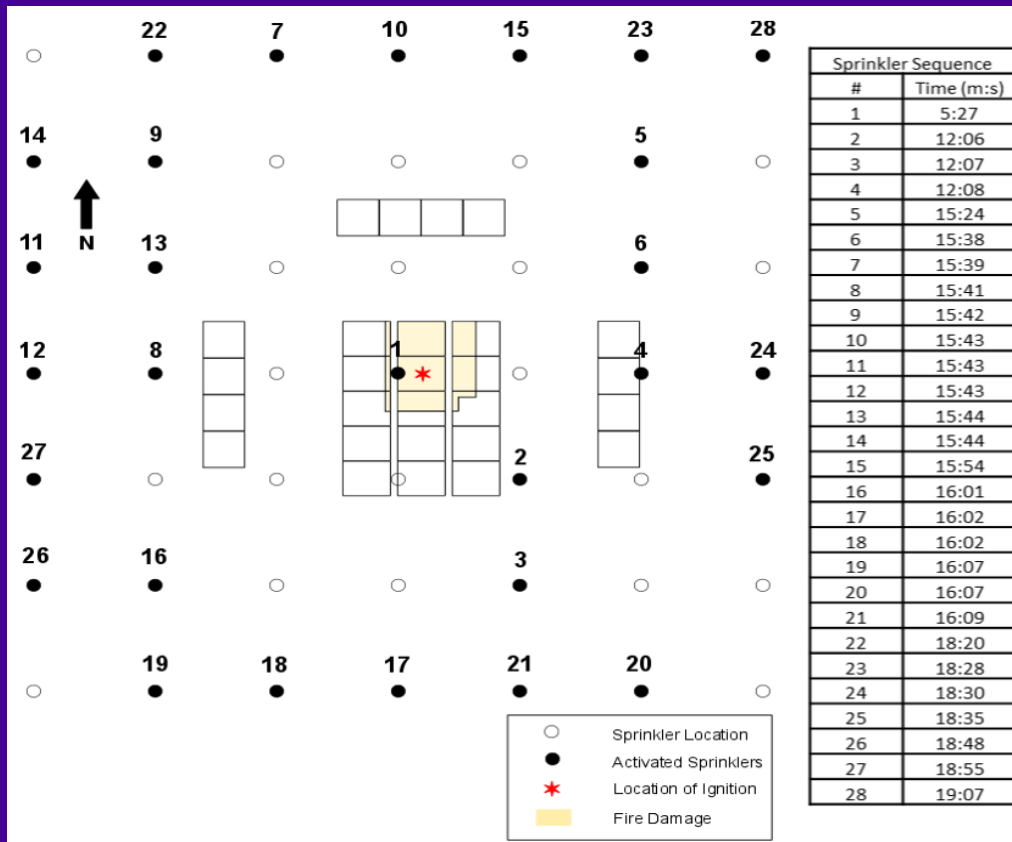 22 7 10 15 23 28
14 9 5
N
11 13 6
12 8 1 4 24
27 2 25
26 16 3
19 18 17 21 20
Sprinkler Location
Activated Sprinklers
Location of Ignition
Fire Damage
Sprinkler Sequence
# Time (m:s)
1 5:27
2 12:06
3 12:07
4 12:08
5 15:24
6 15:38
7 15:39
8 15:41
9 15:42
10 15:43
11 15:43
12 15:43
13 15:44
14 15:44
15 15:54
16 16:01
17 16:02
18 16:02
19 16:07
20 16:07
21 16:09
22 18:20
23 18:28
24 18:30
25 18:35
26 18:48
27 18:55
28 19:07